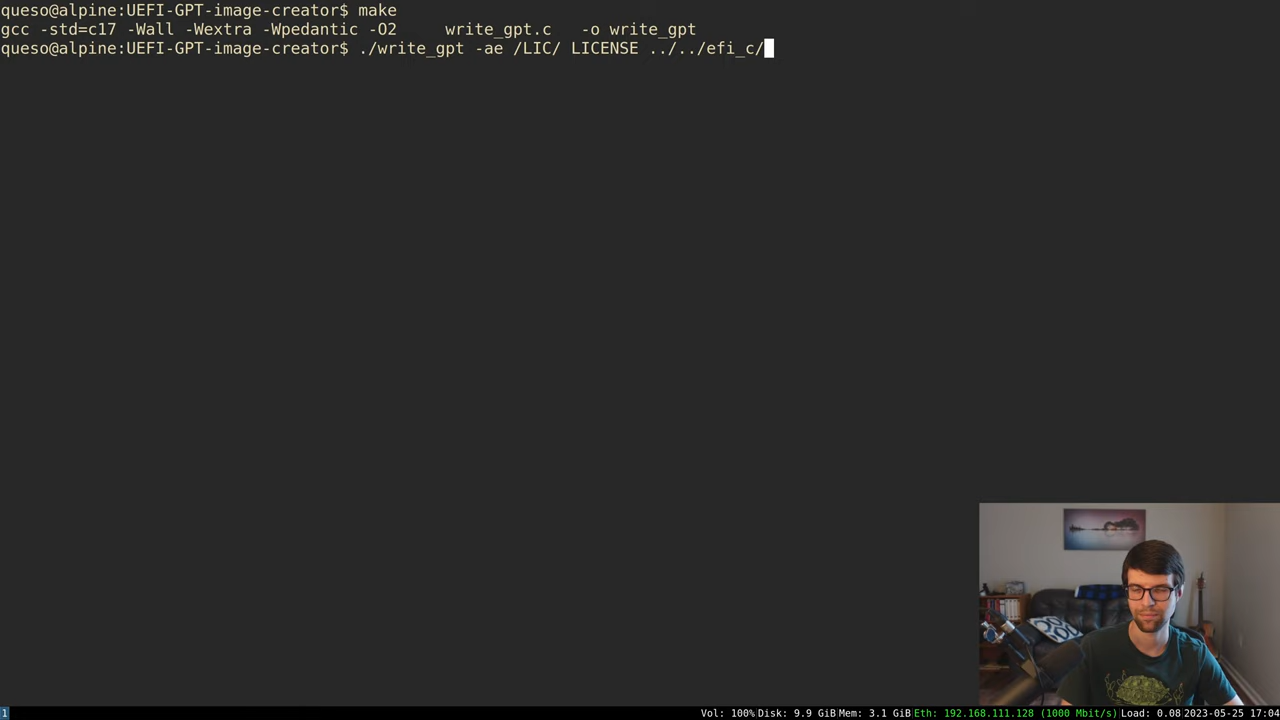 queso@alpine:UEFI-GPT-image-creator$ make
gcc -std=c17 -Wall -Wextra -Wpedantic -O2     write_gpt.c   -o write_gpt
queso@alpine:UEFI-GPT-image-creator$ ./write_gpt -ae /LIC/ LICENSE ../../efi_c/
1 Vol: 100% Disk: 9.9 GiB Mem: 3.1 GiB Eth: 192.168.111.128 (1000 Mbit/s) Load: 0.08 2023-05-25 17:04